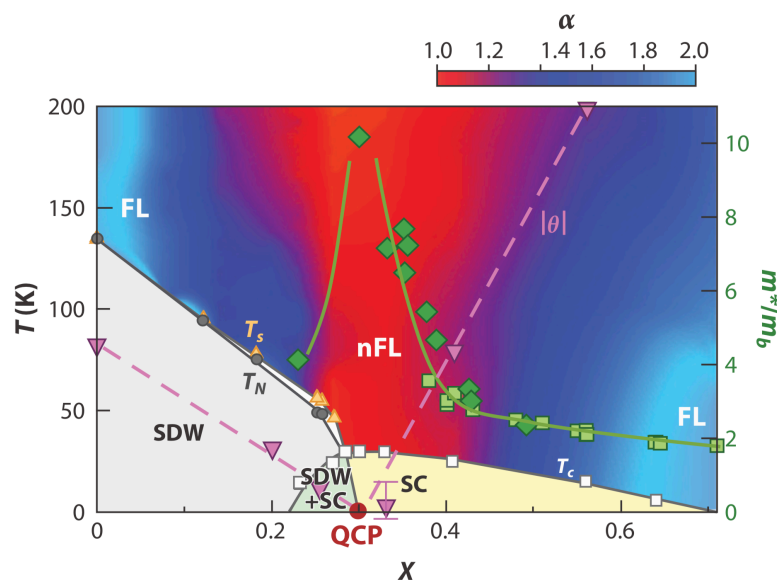 α
1.0 1.2 1.4 1.6 1.8 2.0
200
150
100
50
0
T (K)
10
8
6
4
2
0
m*/m_b
FL
|θ|
T_s
nFL
T_N
SDW
FL
SDW
+SC
SC
T_c
QCP
0 0.2 0.4 0.6
X